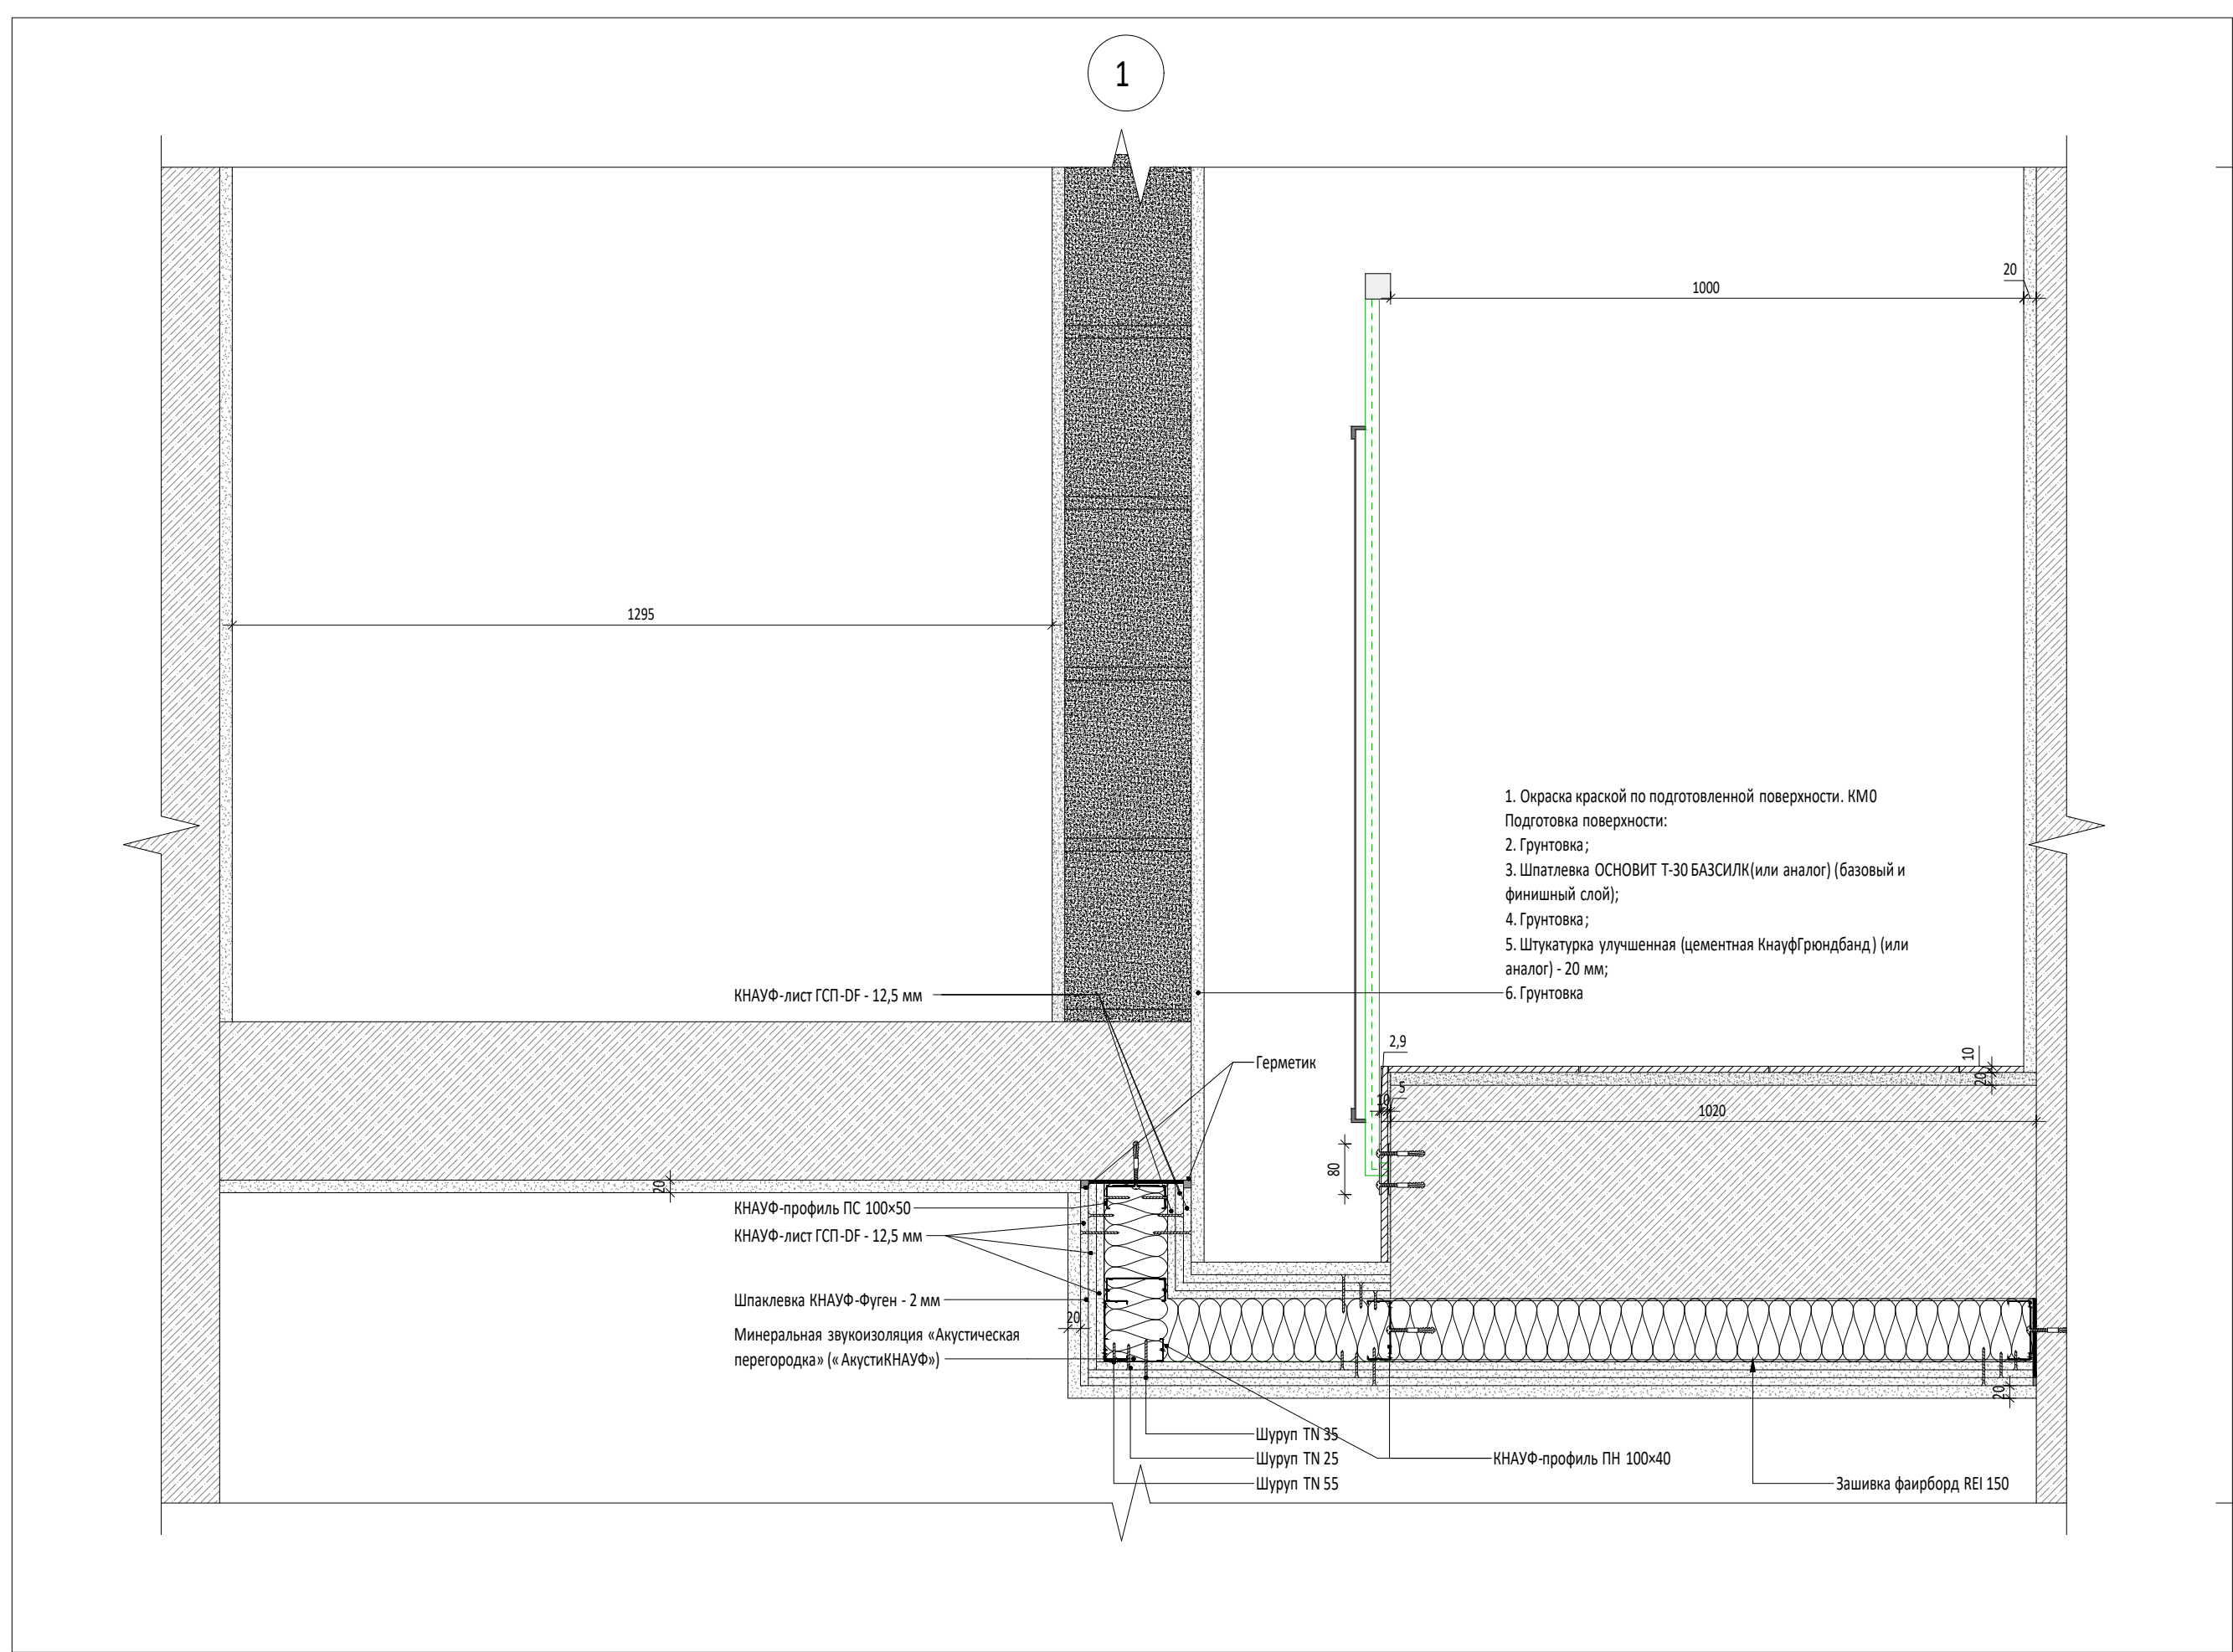 1
20
1000
1295
1. Окраска краской по подготовленной поверхности. КМ0
Подготовка поверхности:
2. Грунтовка;
3. Шпатлевка ОСНОВИТ Т-30 БАЗСИЛК(или аналог) (базовый и
финишный слой);
4. Грунтовка;
5. Штукатурка улучшенная (цементная КнауфГрюндбанд) (или
аналог) - 20 мм;
6. Грунтовка
КНАУФ-лист ГСП-DF - 12,5 мм
Герметик
2,9
10
20
5
10
1020
80
20
КНАУФ-профиль ПС 100×50
КНАУФ-лист ГСП-DF - 12,5 мм
Шпаклевка КНАУФ-Фуген - 2 мм
20
Минеральная звукоизоляция «Акустическая
перегородка» («АкустиКНАУФ»)
20
Шуруп TN 35
Шуруп TN 25
Шуруп TN 55
КНАУФ-профиль ПН 100×40
Зашивка фаирборд REI 150